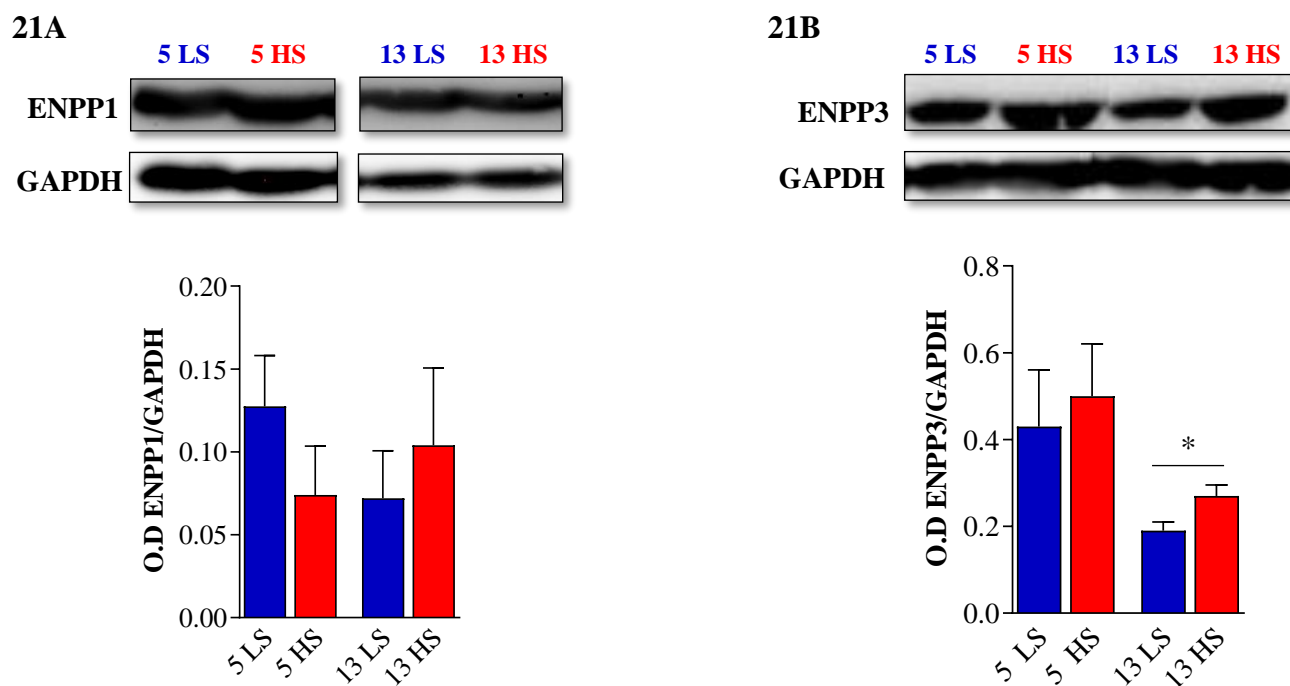 21A
5 LS 5 HS 13 LS 13 HS
ENPP1
GAPDH
O.D ENPP1/GAPDH
0.20
0.15
0.10
0.05
0.00
5 LS
5 HS
13 LS
13 HS
21B
5 LS 5 HS 13 LS 13 HS
ENPP3
GAPDH
O.D ENPP3/GAPDH
0.8
0.6
0.4
0.2
0.0
*
5 LS
5 HS
13 LS
13 HS